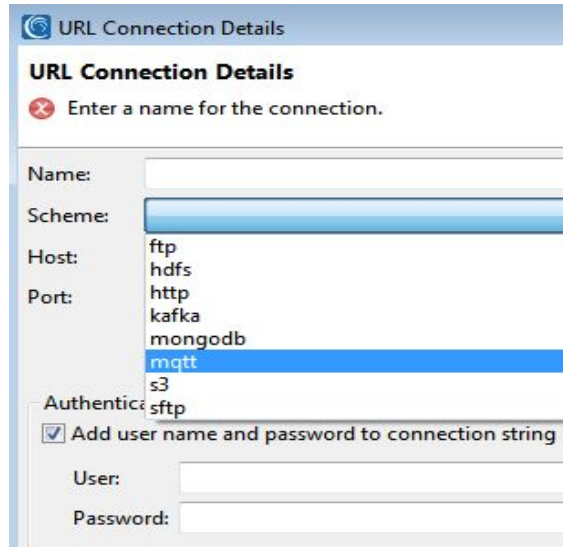 URL Connection Details
URL Connection Details
Enter a name for the connection.
Name:
Scheme:
ftp
Host:
hdfs
Port:
http
kafka
mongodb
mqtt
s3
Authentica
sftp
Add user name and password to connection string
User:
Password: